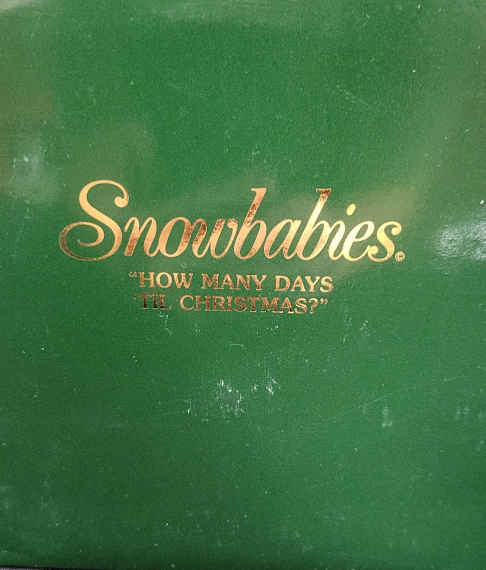 Snowbabies®
"HOW MANY DAYS
'TIL CHRISTMAS?"